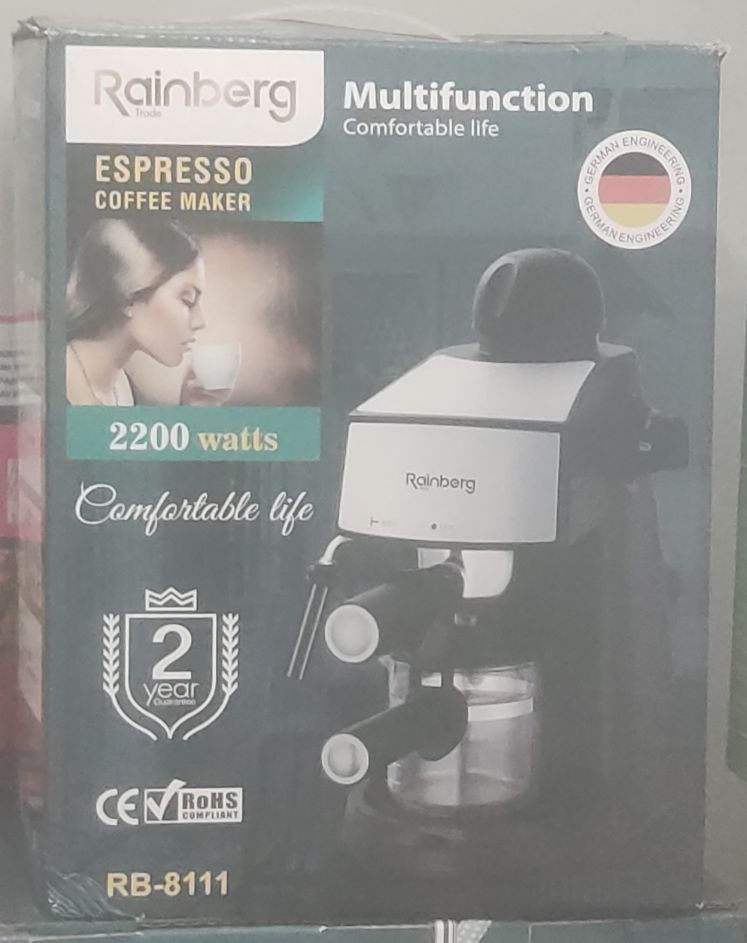 Rainberg
Trade
Multifunction
Comfortable life
ESPRESSO
COFFEE MAKER
GERMAN ENGINEERING
GERMAN ENGINEERING
2200 watts
Rainberg
Comfortable life
2
year
Guarantee
CE RoHS
COMPLIANT
RB-8111